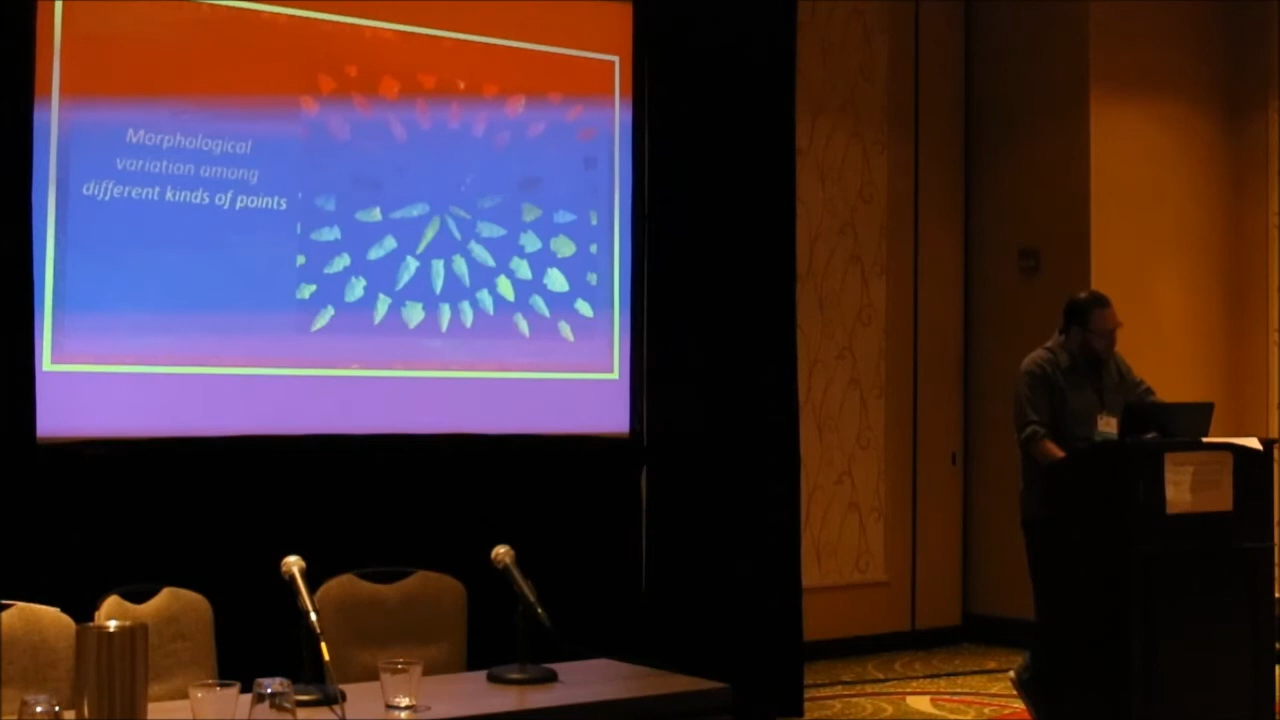 Morphological
variation among
different kinds of points